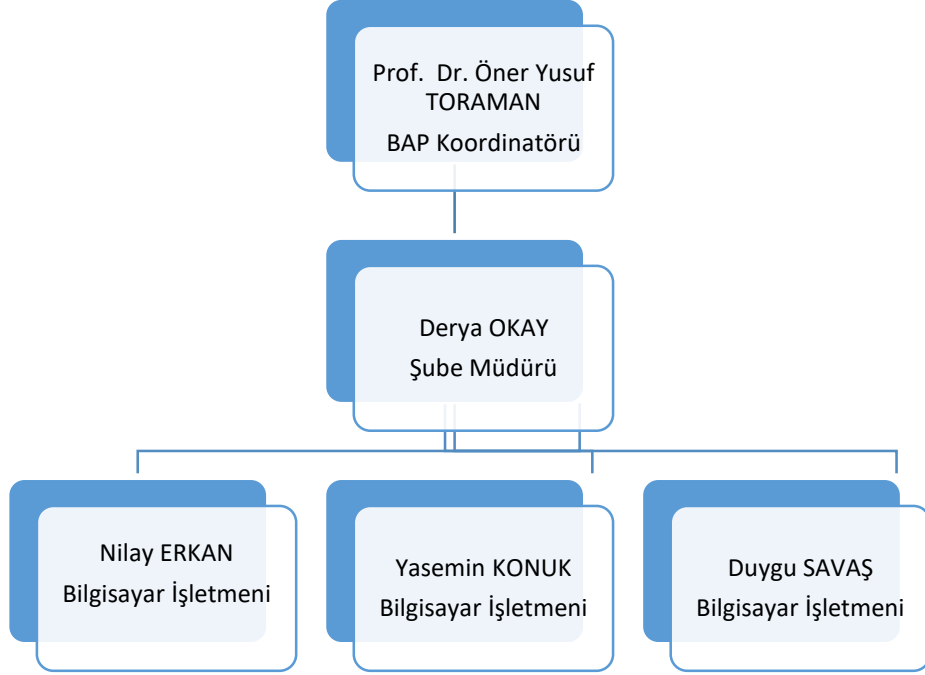 Prof. Dr. Öner Yusuf
TORAMAN
BAP Koordinatörü
Derya OKAY
Şube Müdürü
Nilay ERKAN
Bilgisayar İşletmeni
Yasemin KONUK
Bilgisayar İşletmeni
Duygu SAVAŞ
Bilgisayar İşletmeni